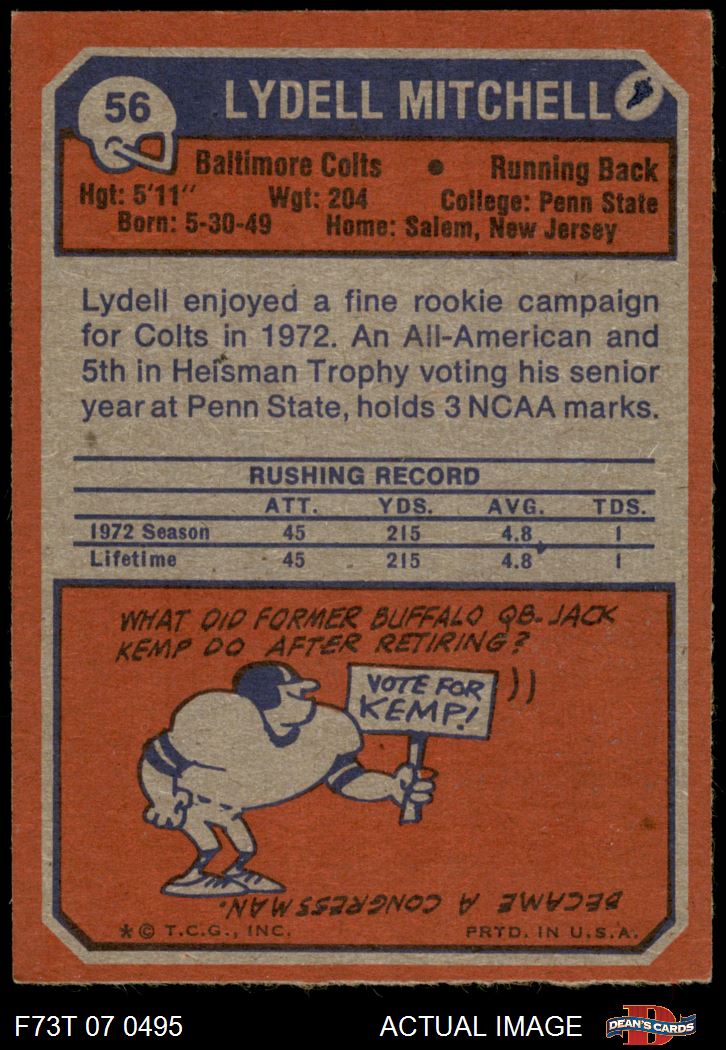 56
LYDELL MITCHELL
Baltimore Colts • Running Back
Hgt: 5'11" Wgt: 204 College: Penn State
Born: 5-30-49 Home: Salem, New Jersey
Lydell enjoyed a fine rookie campaign
for Colts in 1972. An All-American and
5th in Heisman Trophy voting his senior
year at Penn State, holds 3 NCAA marks.
RUSHING RECORD
ATT. YDS. AVG. TDS.
1972 Season 45 215 4.8 1
Lifetime 45 215 4.8 1
WHAT DID FORMER BUFFALO QB-JACK
KEMP DO AFTER RETIRING?
VOTE FOR
KEMP!
BECAME A CONGRESSMAN.
* © T.C.G., INC. PRTD. IN U.S.A.
F73T 07 0495 ACTUAL IMAGE D DEAN'S CARDS